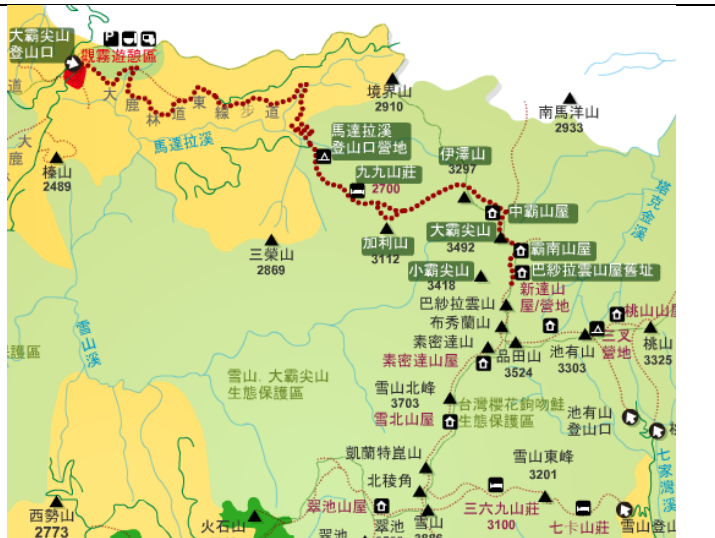 大霸尖山
登山口
P
觀霧遊憩區
道
大鹿林道東線步道
大
鹿
馬達拉溪
榛山
2489
境界山
2910
南馬洋山
2933
馬達拉溪
登山口營地
伊澤山
3297
九九山莊
2700
塔克金溪
中霸山屋
大霸尖山
3492
加利山
3112
三榮山
2869
霸南山屋
小霸尖山
3418
巴紗拉雲山屋舊址
新達山
屋/營地
巴紗拉雲山
布秀蘭山
素密達山
素密達山屋
品田山
3524
池有山
3303
三叉
營地
桃山山屋
桃山
3325
雪山溪
護區
雪山．大霸尖山
生態保護區
雪山北峰
3703
雪北山屋
台灣櫻花鉤吻鮭
生態保護區
池有山
登山口
桃
七家灣溪
凱蘭特崑山
北稜角
雪山東峰
3201
翠池山屋
三六九山莊
3100
七卡山莊
雪山登山
西勢山
2773
火石山
翠池
雪山
3886